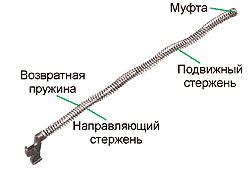 Муфта
Подвижный
стержень
Возвратная
пружина
Направляющий
стержень